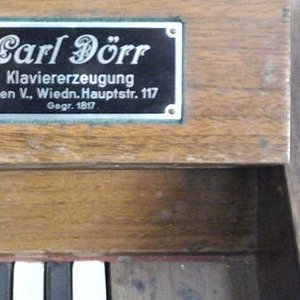 Carl Dörr
Klaviererzeugung
en V., Wiedn. Hauptstr. 117
Gegr. 1817